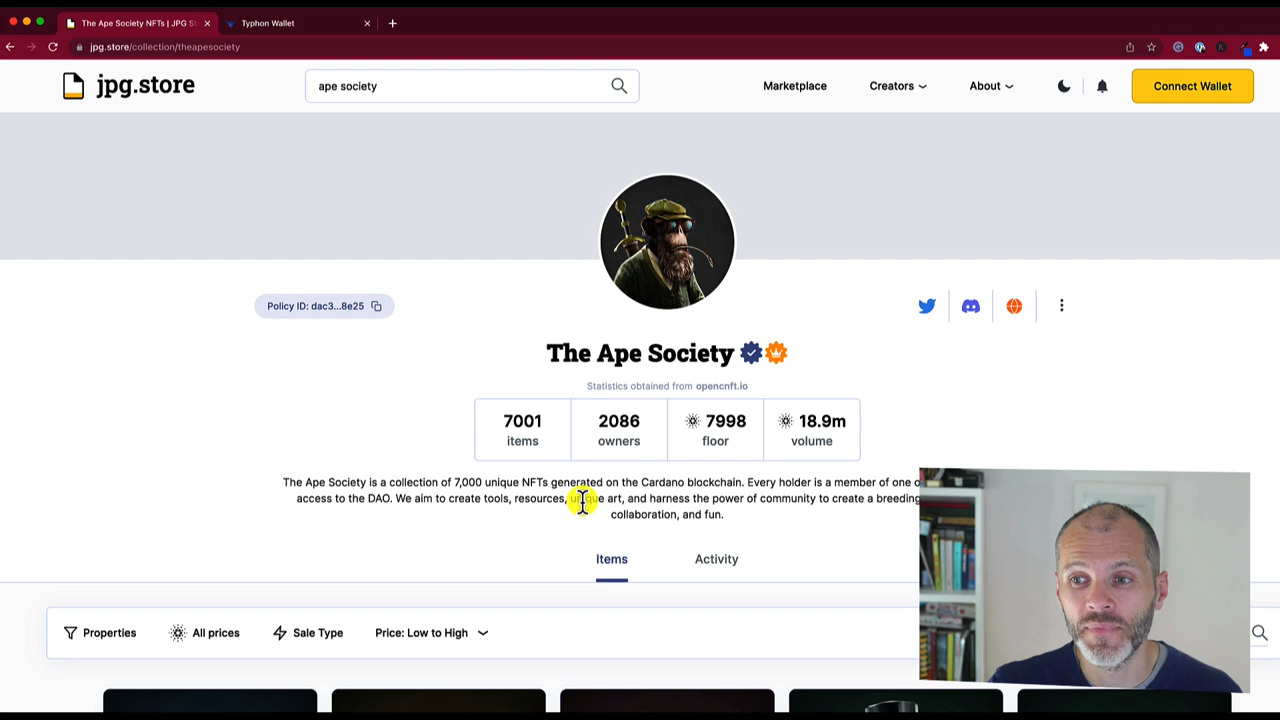 The Ape Society NFTs | JPG S
Typhon Wallet
jpg.store/collection/theapesociety
jpg.store
ape society
Marketplace
Creators
About
Connect Wallet
Policy ID: dac3...8e25
The Ape Society
Statistics obtained from opencnft.io
7001 2086 7998 18.9m
items owners floor volume
The Ape Society is a collection of 7,000 unique NFTs generated on the Cardano blockchain. Every holder is a member of one o
access to the DAO. We aim to create tools, resources, unique art, and harness the power of community to create a breeding
collaboration, and fun.
Items Activity
Properties All prices Sale Type Price: Low to High